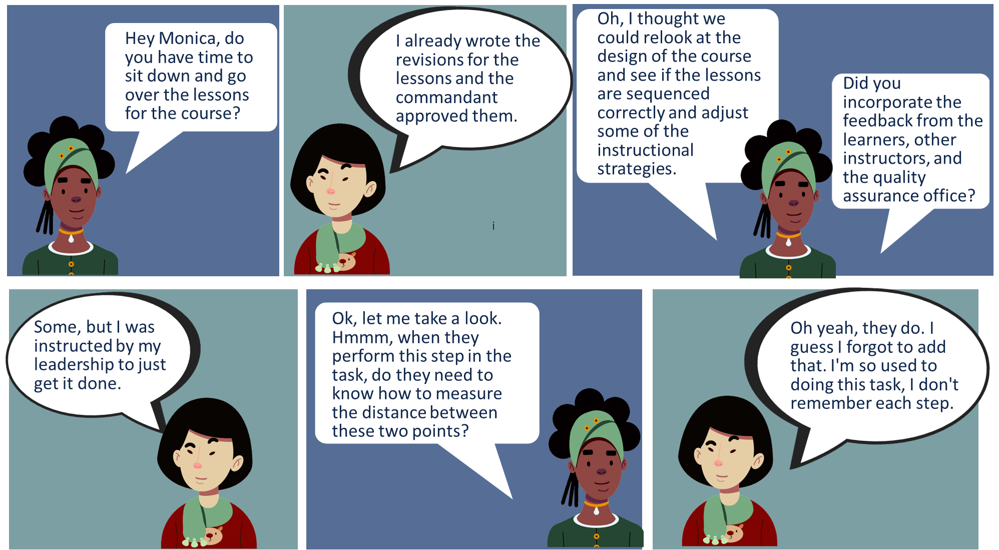 Hey Monica, do
you have time to
sit down and go
over the lessons
for the course?
I already wrote the
revisions for the
lessons and the
commandant
approved them.
i
Oh, I thought we
could relook at the
design of the course
and see if the lessons
are sequenced
correctly and adjust
some of the
instructional
strategies.
Did you
incorporate the
feedback from the
learners, other
instructors, and
the quality
assurance office?
Some, but I was
instructed by my
leadership to just
get it done.
Ok, let me take a look.
Hmmm, when they
perform this step in the
task, do they need to
know how to measure
the distance between
these two points?
Oh yeah, they do. I
guess I forgot to add
that. I'm so used to
doing this task, I don't
remember each step.